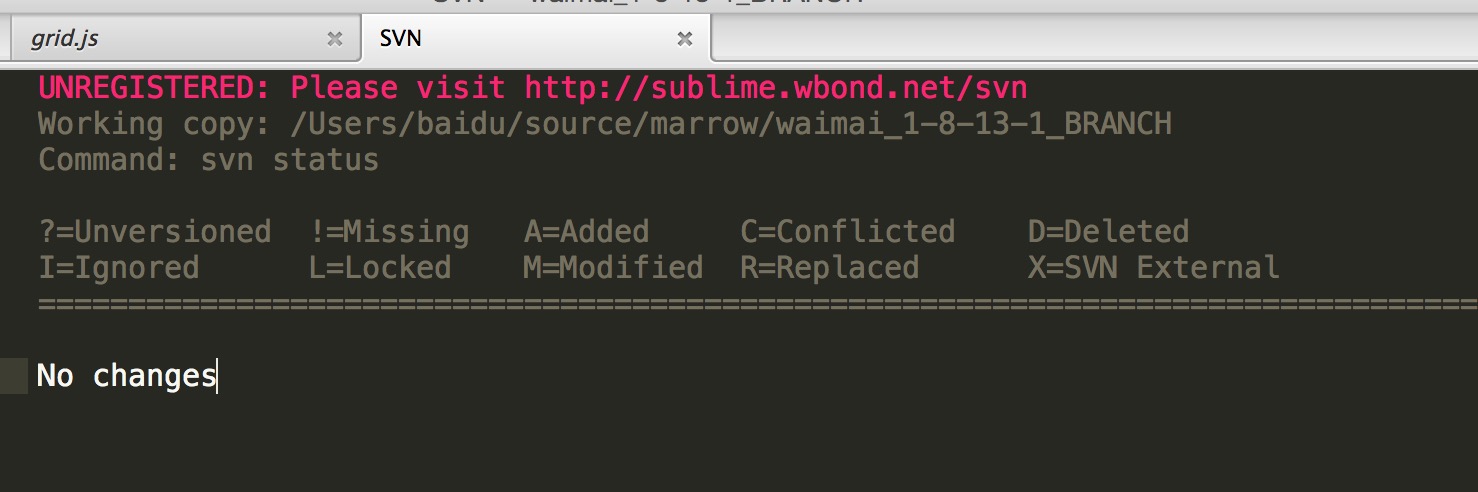 grid.js
SVN
UNREGISTERED: Please visit http://sublime.wbond.net/svn
Working copy: /Users/baidu/source/marrow/waimai_1-8-13-1_BRANCH
Command: svn status
?=Unversioned !=Missing A=Added C=Conflicted D=Deleted
I=Ignored L=Locked M=Modified R=Replaced X=SVN External
================================================================================
No changes